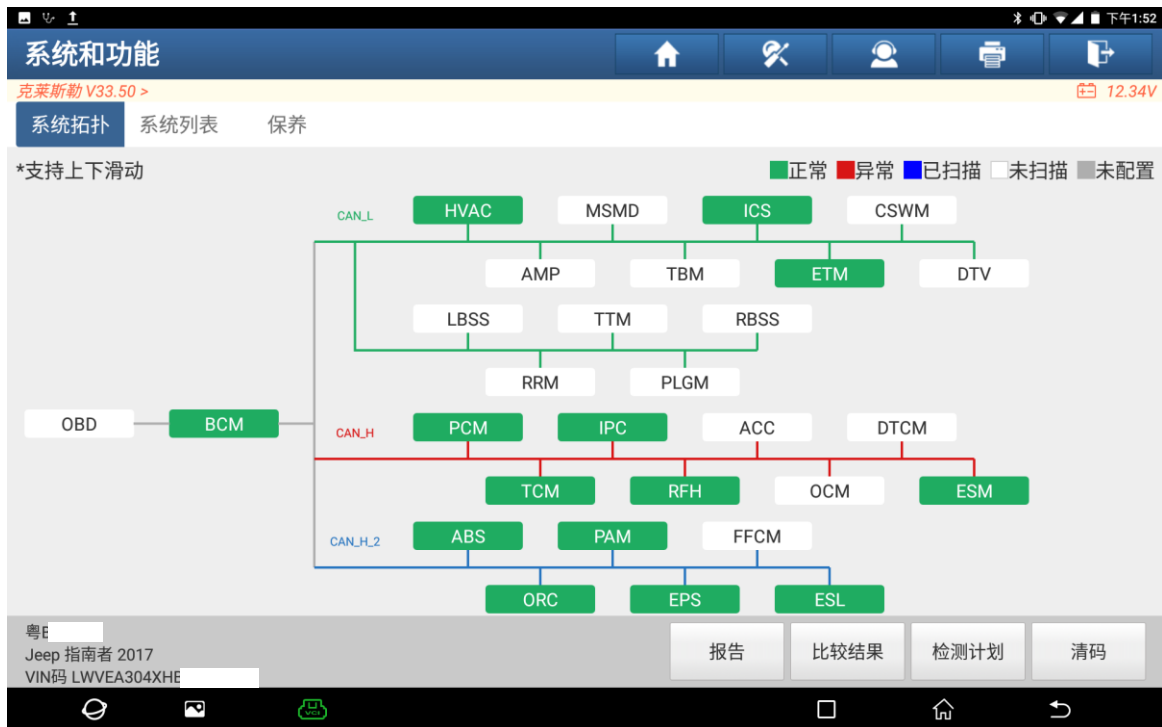 下午1:52
系统和功能
克莱斯勒 V33.50 >
12.34V
系统拓扑 系统列表 保养
*支持上下滑动
正常 异常 已扫描 未扫描 未配置
CAN_L HVAC MSMD ICS CSWM
AMP TBM ETM DTV
LBSS TTM RBSS
RRM PLGM
OBD BCM
CAN_H PCM IPC ACC DTCM
TCM RFH OCM ESM
CAN_H_2 ABS PAM FFCM
ORC EPS ESL
粤B
Jeep 指南者 2017
VIN码 LWVEA304XHB
报告 比较结果 检测计划 清码
VCI